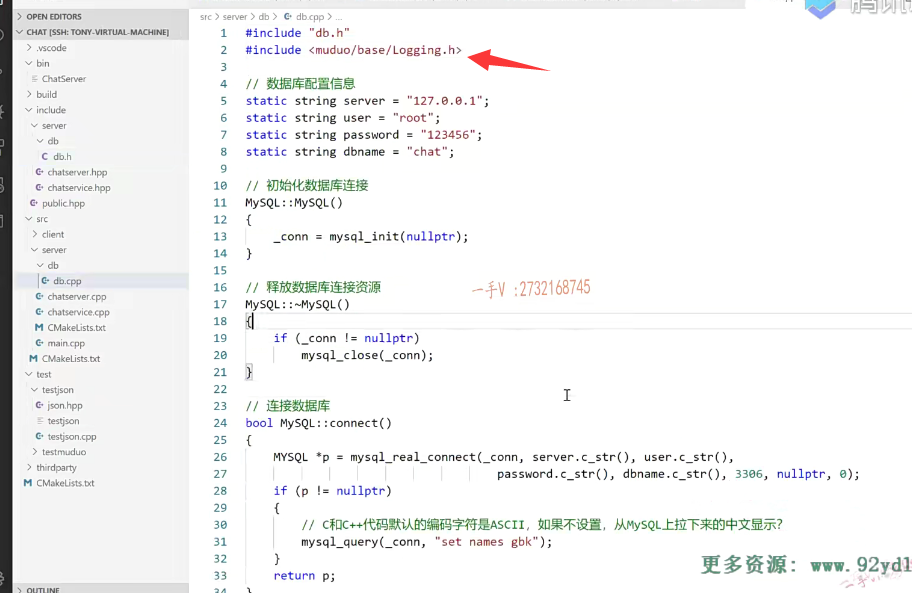 OPEN EDITORS
CHAT [SSH: TONY-VIRTUAL-MACHINE]
.vscode
bin
ChatServer
build
include
server
db
db.h
chatserver.hpp
chatservice.hpp
public.hpp
src
client
server
db
db.cpp
chatserver.cpp
chatservice.cpp
CMakeLists.txt
main.cpp
CMakeLists.txt
test
testjson
json.hpp
testjson
testjson.cpp
testmuduo
thirdparty
CMakeLists.txt
OUTLINE
src > server > db > db.cpp > ...
1 #include "db.h"
2 #include <muduo/base/Logging.h>
3
4 // 数据库配置信息
5 static string server = "127.0.0.1";
6 static string user = "root";
7 static string password = "123456";
8 static string dbname = "chat";
9
10 // 初始化数据库连接
11 MySQL::MySQL()
12 {
13 _conn = mysql_init(nullptr);
14 }
15
16 // 释放数据库连接资源
17 MySQL::~MySQL()
18 {
19 if (_conn != nullptr)
20 mysql_close(_conn);
21 }
22
23 // 连接数据库
24 bool MySQL::connect()
25 {
26 MYSQL *p = mysql_real_connect(_conn, server.c_str(), user.c_str(),
27 password.c_str(), dbname.c_str(), 3306, nullptr, 0);
28 if (p != nullptr)
29 {
30 // C和C++代码默认的编码字符是ASCII，如果不设置，从MySQL上拉下来的中文显示？
31 mysql_query(_conn, "set names gbk");
32 }
33 return p;
34 }
一手V :2732168745
更多资源：www.92yd1